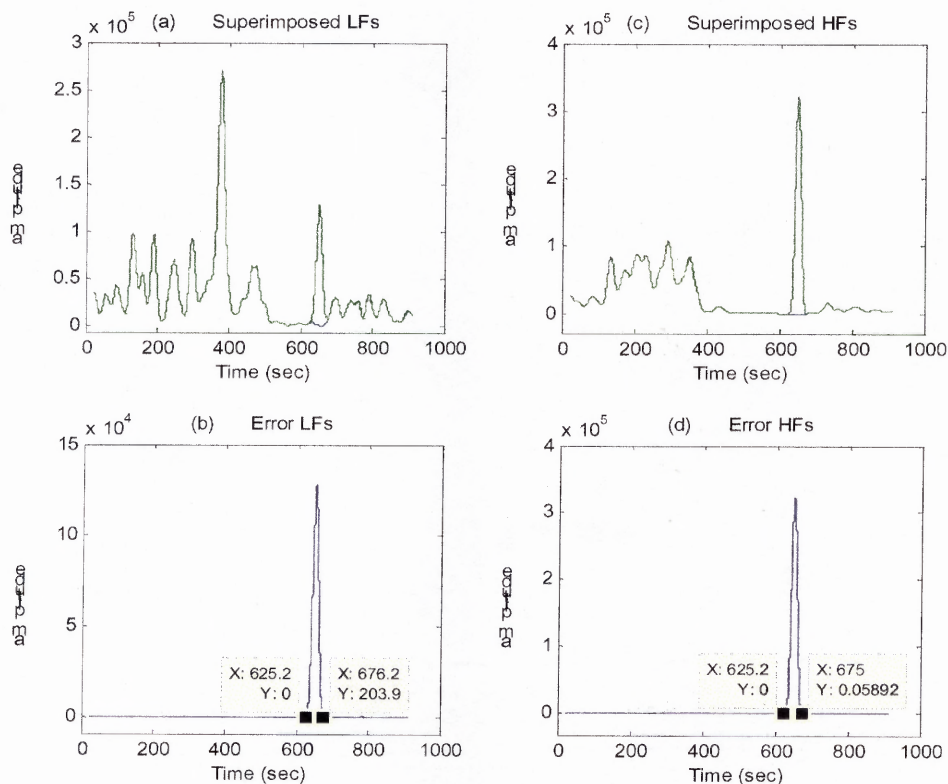 x 10^5 (a) Superimposed LFs
3
2.5
2
1.5
1
0.5
0
amplitude
0 200 400 600 800 1000
Time (sec)
x 10^5 (c) Superimposed HFs
4
3
2
1
0
amplitude
0 200 400 600 800 1000
Time (sec)
x 10^4 (b) Error LFs
15
10
5
0
amplitude
X: 625.2
Y: 0
X: 676.2
Y: 203.9
0 200 400 600 800 1000
Time (sec)
x 10^5 (d) Error HFs
4
3
2
1
0
amplitude
X: 625.2
Y: 0
X: 675
Y: 0.05892
0 200 400 600 800 1000
Time (sec)